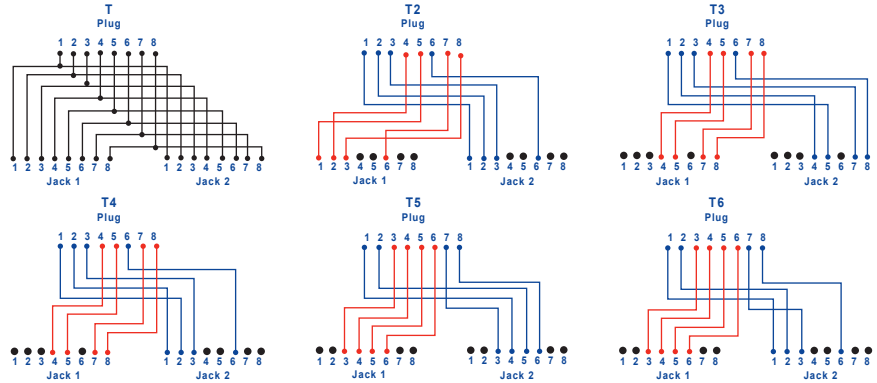 T T2 T3
Plug Plug Plug
1 2 3 4 5 6 7 8 1 2 3 4 5 6 7 8 1 2 3 4 5 6 7 8
1 2 3 4 5 6 7 8 1 2 3 4 5 6 7 8 1 2 3 4 5 6 7 8 1 2 3 4 5 6 7 8 1 2 3 4 5 6 7 8 1 2 3 4 5 6 7 8
Jack 1 Jack 2 Jack 1 Jack 2 Jack 1 Jack 2
T4 T5 T6
Plug Plug Plug
1 2 3 4 5 6 7 8 1 2 3 4 5 6 7 8 1 2 3 4 5 6 7 8
1 2 3 4 5 6 7 8 1 2 3 4 5 6 7 8 1 2 3 4 5 6 7 8 1 2 3 4 5 6 7 8 1 2 3 4 5 6 7 8 1 2 3 4 5 6 7 8
Jack 1 Jack 2 Jack 1 Jack 2 Jack 1 Jack 2